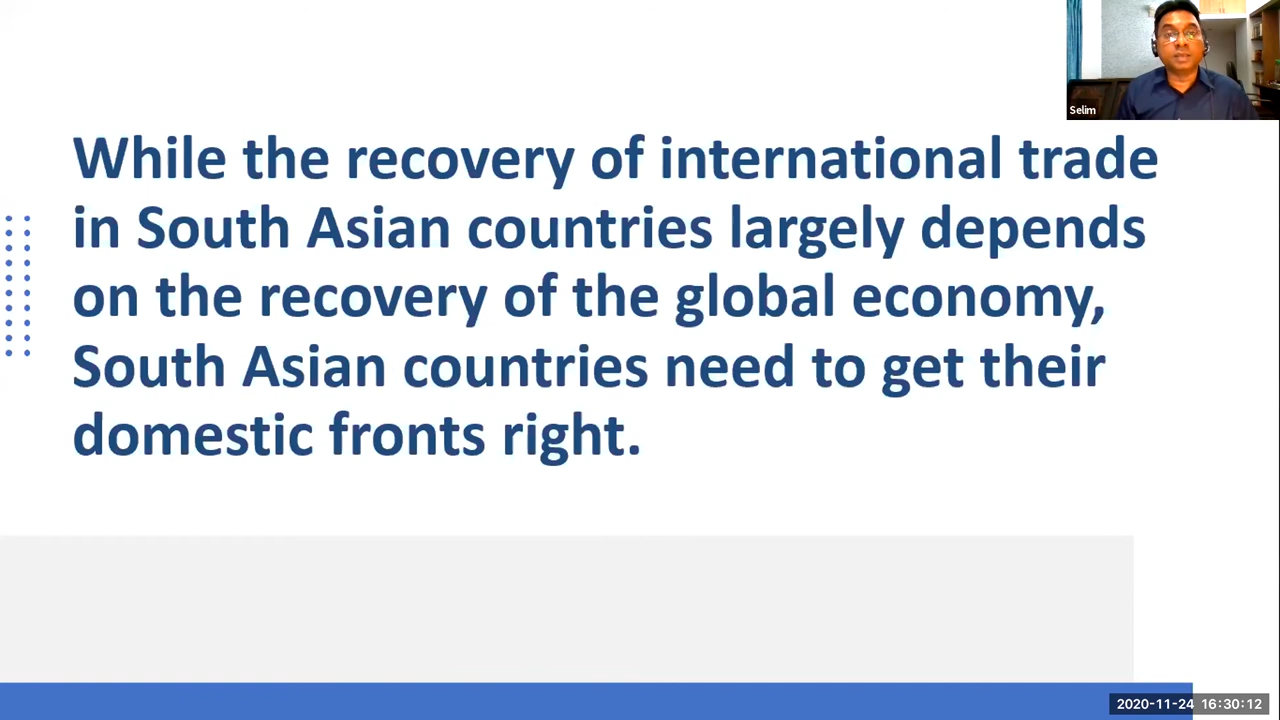 Selim
While the recovery of international trade
in South Asian countries largely depends
on the recovery of the global economy,
South Asian countries need to get their
domestic fronts right.
2020-11-24 16:30:12